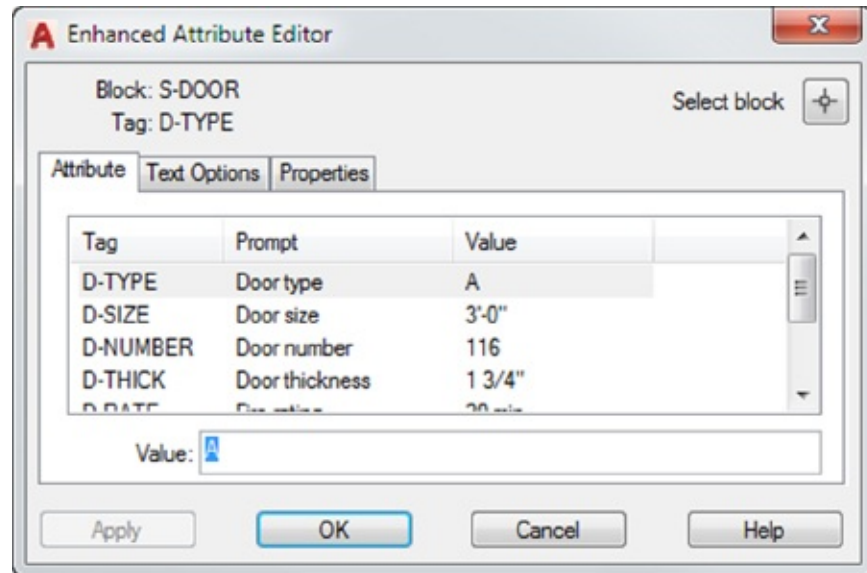 Enhanced Attribute Editor
Block: S-DOOR
Select block
Tag: D-TYPE
Attribute Text Options Properties
Tag Prompt Value
D-TYPE Door type A
D-SIZE Door size 3'-0"
D-NUMBER Door number 116
D-THICK Door thickness 1 3/4"
Value: A
Apply OK Cancel Help